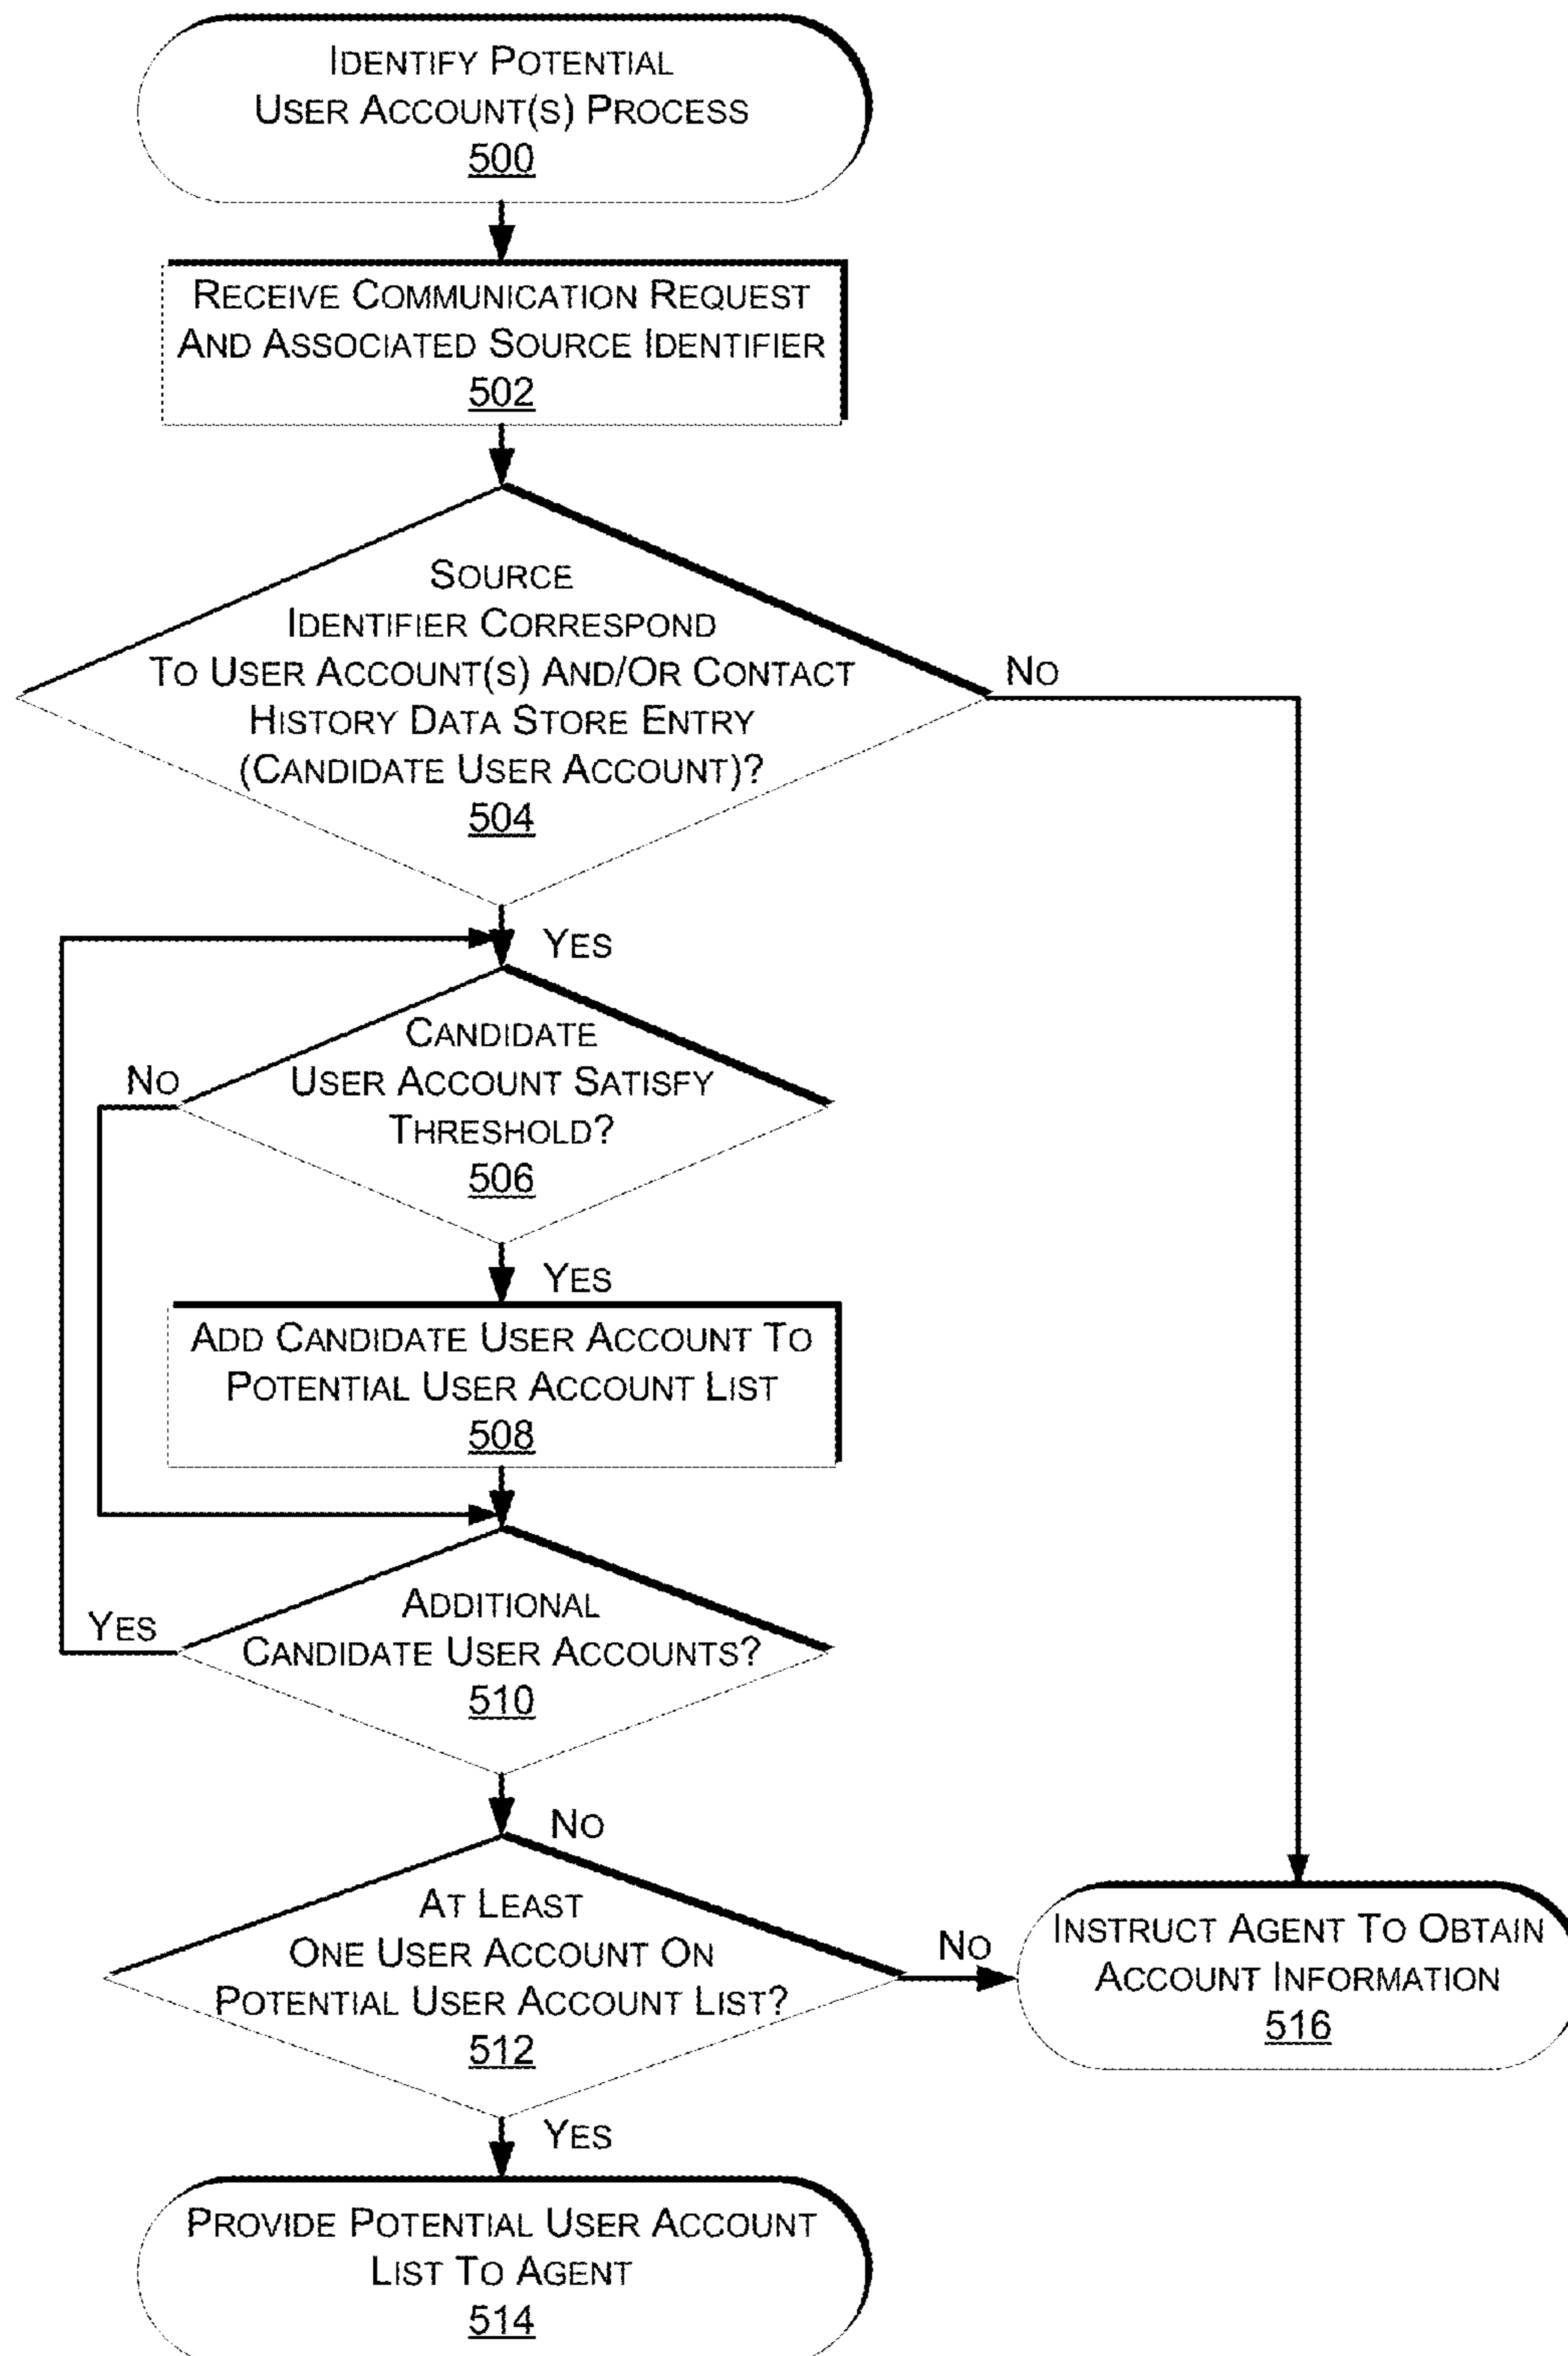 IDENTIFY POTENTIAL
USER ACCOUNT(S) PROCESS
500
RECEIVE COMMUNICATION REQUEST
AND ASSOCIATED SOURCE IDENTIFIER
502
SOURCE
IDENTIFIER CORRESPOND
TO USER ACCOUNT(S) AND/OR CONTACT
HISTORY DATA STORE ENTRY
(CANDIDATE USER ACCOUNT)?
504
NO
YES
CANDIDATE
USER ACCOUNT SATISFY
THRESHOLD?
506
NO
YES
ADD CANDIDATE USER ACCOUNT TO
POTENTIAL USER ACCOUNT LIST
508
ADDITIONAL
CANDIDATE USER ACCOUNTS?
510
YES
NO
AT LEAST
ONE USER ACCOUNT ON
POTENTIAL USER ACCOUNT LIST?
512
NO
INSTRUCT AGENT TO OBTAIN
ACCOUNT INFORMATION
516
YES
PROVIDE POTENTIAL USER ACCOUNT
LIST TO AGENT
514